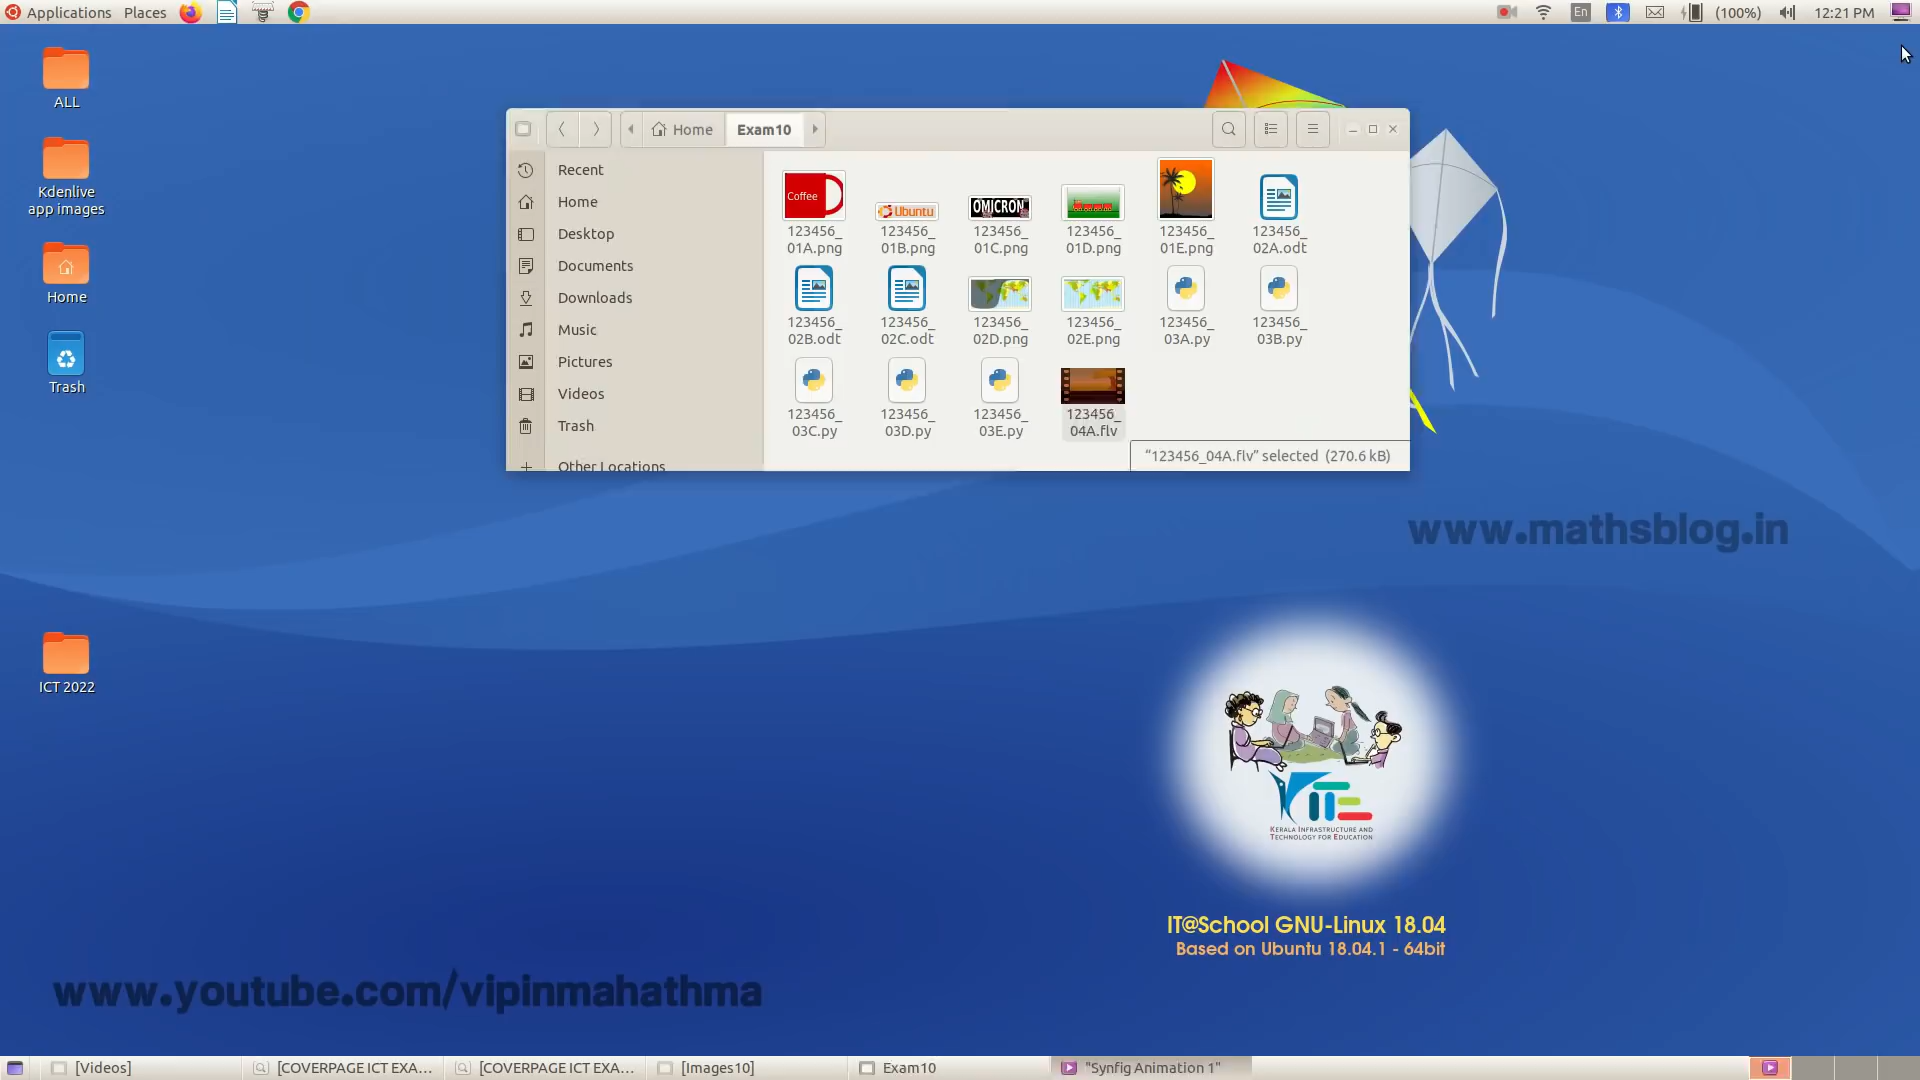 Applications Places En (100%) 12:21 PM
ALL
Kdenlive
app images
Home
Trash
ICT 2022
Home Exam10
Recent
Home
Desktop
Documents
Downloads
Music
Pictures
Videos
Trash
Other Locations
Coffee
Ubuntu
OMICRON
123456_
01A.png
123456_
01B.png
123456_
01C.png
123456_
01D.png
123456_
01E.png
123456_
02A.odt
123456_
02B.odt
123456_
02C.odt
123456_
02D.png
123456_
02E.png
123456_
03A.py
123456_
03B.py
123456_
03C.py
123456_
03D.py
123456_
03E.py
123456_
04A.flv
“123456_04A.flv” selected (270.6 kB)
www.mathsblog.in
KERALA INFRASTRUCTURE AND
TECHNOLOGY FOR EDUCATION
IT@School GNU-Linux 18.04
Based on Ubuntu 18.04.1 - 64bit
www.youtube.com/vipinmahathma
[Videos] [COVERPAGE ICT EXA... [COVERPAGE ICT EXA... [Images10] Exam10 "Synfig Animation 1"